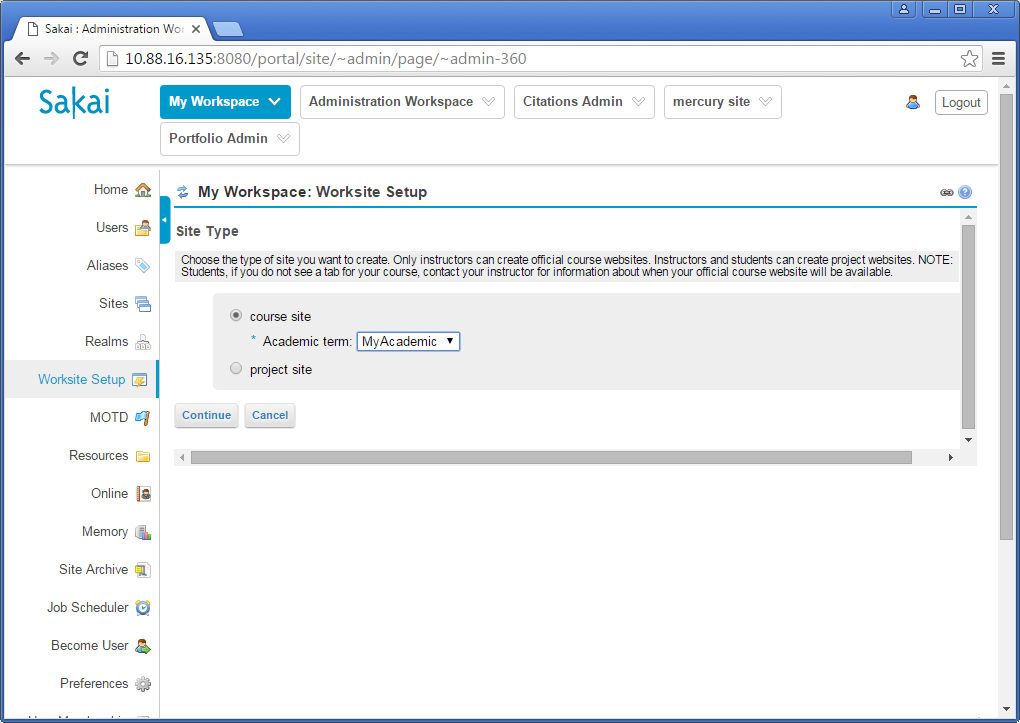 Sakai : Administration Wo
10.88.16.135:8080/portal/site/~admin/page/~admin-360
Sakai
My Workspace
Administration Workspace
Citations Admin
mercury site
Logout
Portfolio Admin
Home
Users
Aliases
Sites
Realms
Worksite Setup
MOTD
Resources
Online
Memory
Site Archive
Job Scheduler
Become User
Preferences
My Workspace: Worksite Setup
?
Site Type
Choose the type of site you want to create. Only instructors can create official course websites. Instructors and students can create project websites. NOTE:
Students, if you do not see a tab for your course, contact your instructor for information about when your official course website will be available.
course site
* Academic term: MyAcademic
project site
Continue
Cancel